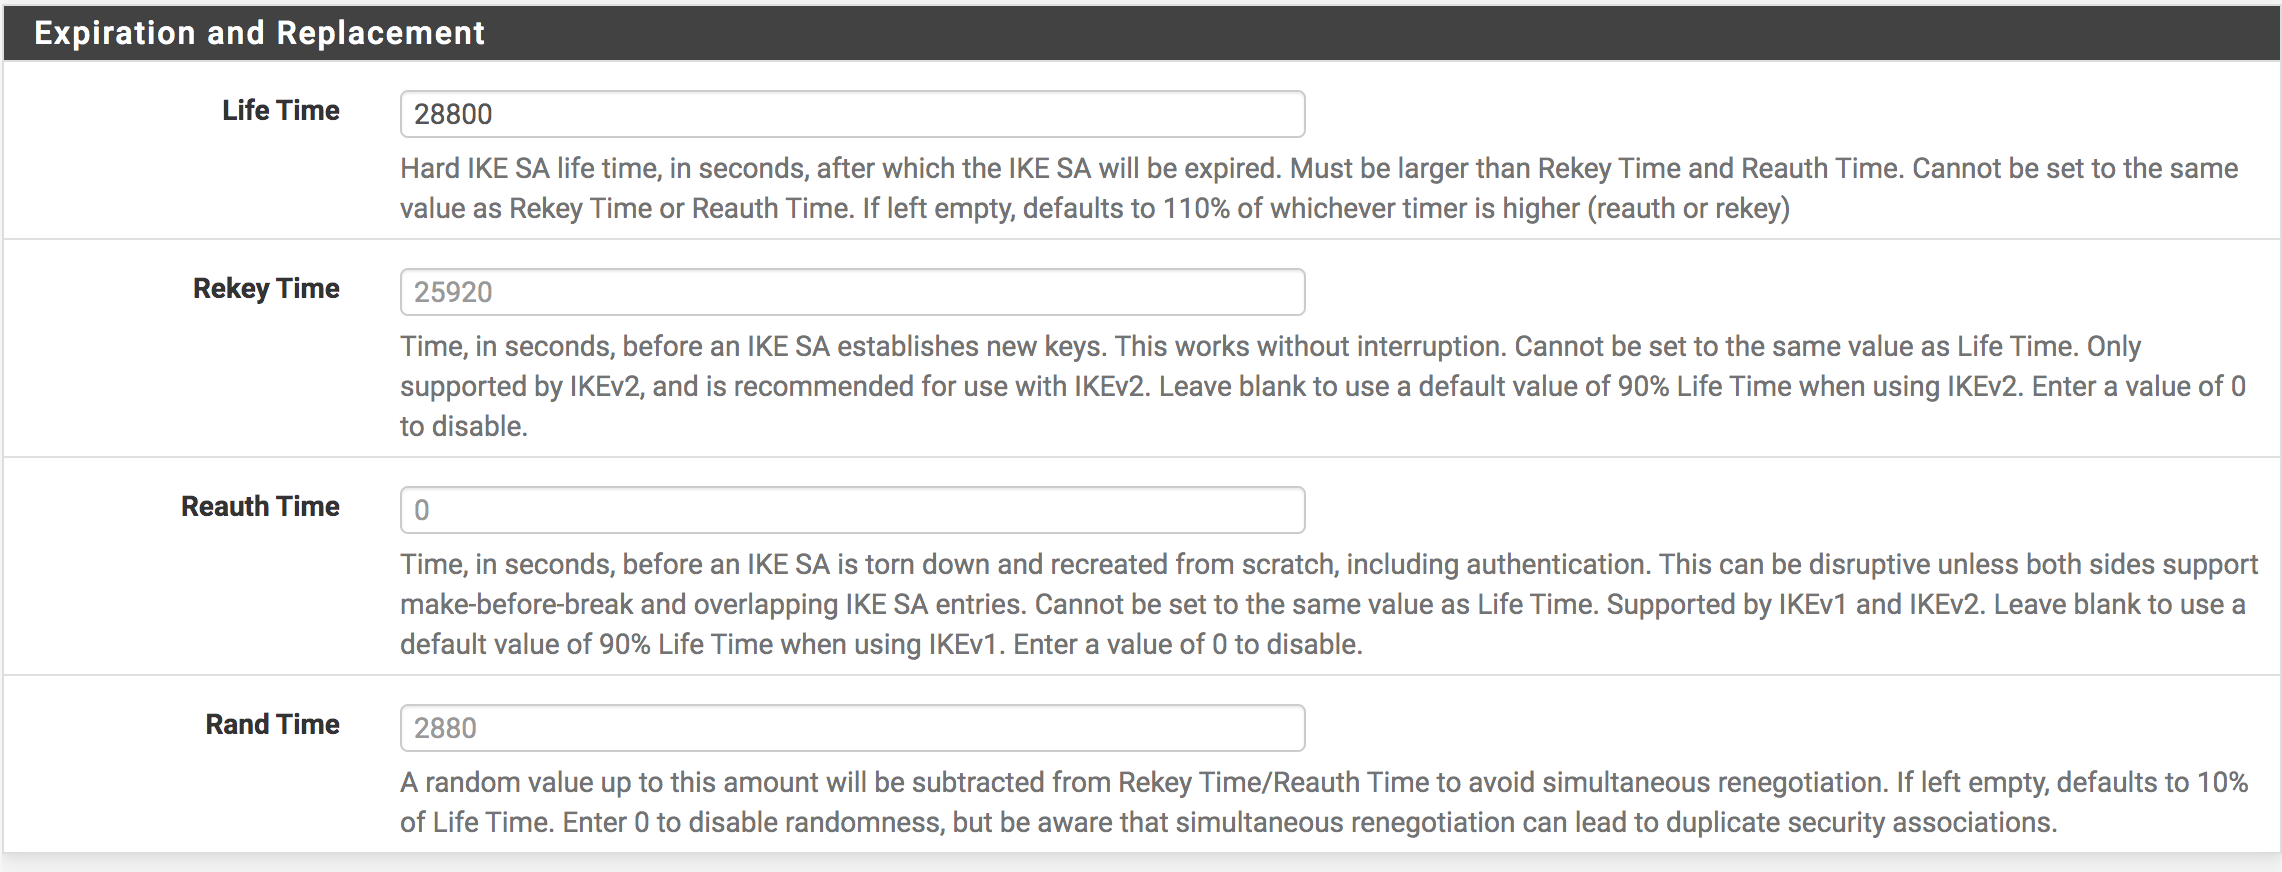 Expiration and Replacement
Life Time
28800
Hard IKE SA life time, in seconds, after which the IKE SA will be expired. Must be larger than Rekey Time and Reauth Time. Cannot be set to the same
value as Rekey Time or Reauth Time. If left empty, defaults to 110% of whichever timer is higher (reauth or rekey)
Rekey Time
25920
Time, in seconds, before an IKE SA establishes new keys. This works without interruption. Cannot be set to the same value as Life Time. Only
supported by IKEv2, and is recommended for use with IKEv2. Leave blank to use a default value of 90% Life Time when using IKEv2. Enter a value of 0
to disable.
Reauth Time
0
Time, in seconds, before an IKE SA is torn down and recreated from scratch, including authentication. This can be disruptive unless both sides support
make-before-break and overlapping IKE SA entries. Cannot be set to the same value as Life Time. Supported by IKEv1 and IKEv2. Leave blank to use a
default value of 90% Life Time when using IKEv1. Enter a value of 0 to disable.
Rand Time
2880
A random value up to this amount will be subtracted from Rekey Time/Reauth Time to avoid simultaneous renegotiation. If left empty, defaults to 10%
of Life Time. Enter 0 to disable randomness, but be aware that simultaneous renegotiation can lead to duplicate security associations.